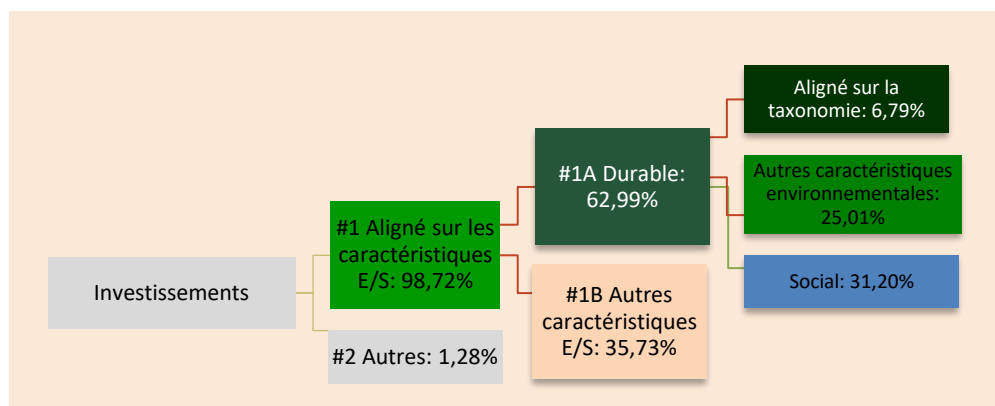 Investissements
#1 Aligné sur les
caractéristiques
E/S: 98,72%
#2 Autres: 1,28%
#1A Durable:
62,99%
#1B Autres
caractéristiques
E/S: 35,73%
Aligné sur la
taxonomie: 6,79%
Autres caractéristiques
environnementales:
25,01%
Social: 31,20%